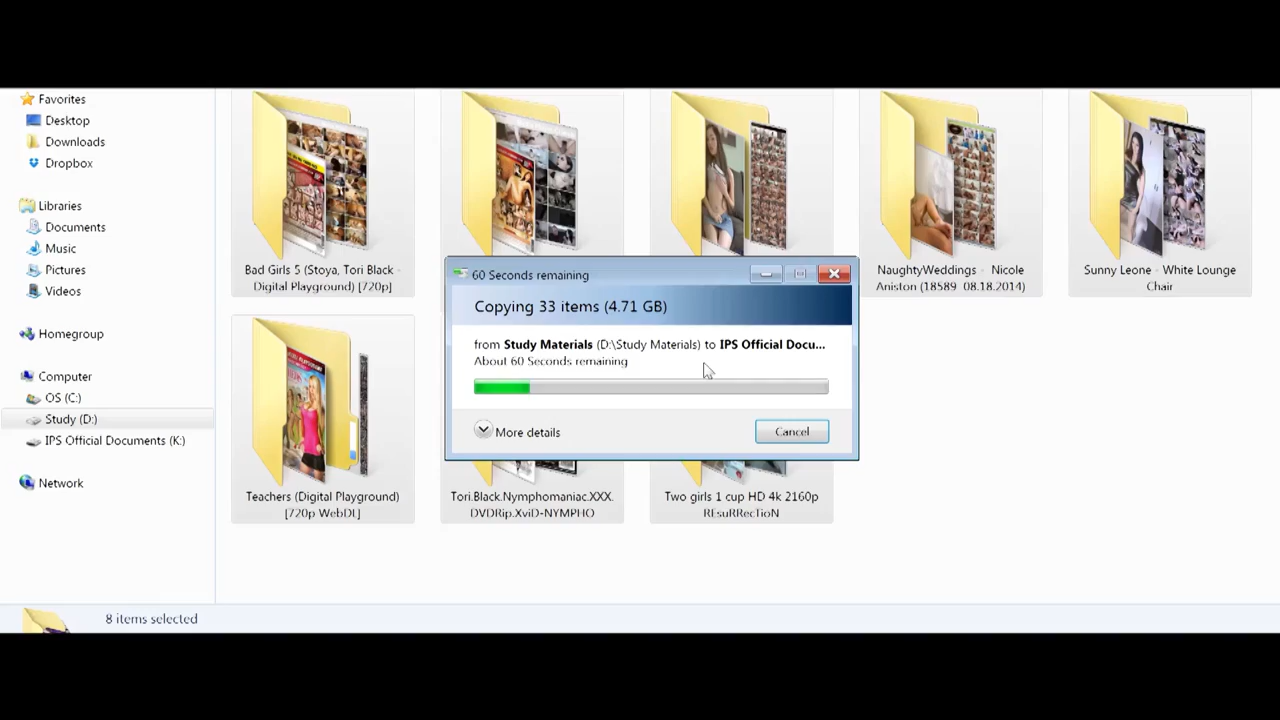 Favorites
Desktop
Downloads
Dropbox
Libraries
Documents
Music
Pictures
Videos
Homegroup
Computer
OS (C:)
Study (D:)
IPS Official Documents (K:)
Network
Bad Girls 5 (Stoya, Tori Black -
Digital Playground) [720p]
NaughtyWeddings - Nicole
Aniston (18589 08.18.2014)
Sunny Leone - White Lounge
Chair
60 Seconds remaining
Copying 33 items (4.71 GB)
from Study Materials (D:\Study Materials) to IPS Official Docu...
About 60 Seconds remaining
More details
Cancel
Teachers (Digital Playground)
[720p WebDL]
Tori.Black.Nymphomaniac.XXX.
DVDRip.XviD-NYMPHO
Two girls 1 cup HD 4k 2160p
REsuRRecTioN
8 items selected